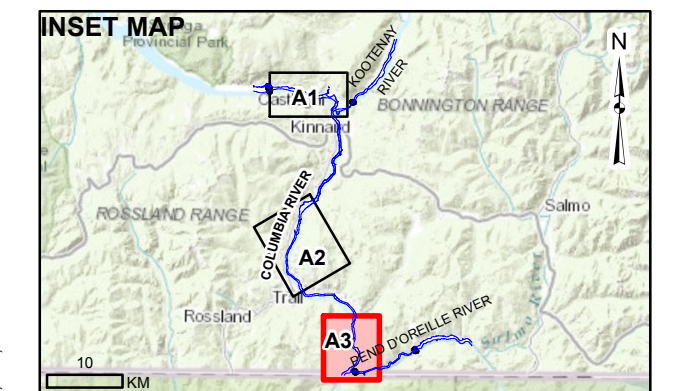 INSET MAP
Provincial Park
N
KOOTENAY
RIVER
A1
BONNINGTON RANGE
Kinnaird
COLUMBIA RIVER
ROSSLAND RANGE
Salmo
A2
Trail
Rossland
A3
PEND D'OREILLE RIVER
10
KM